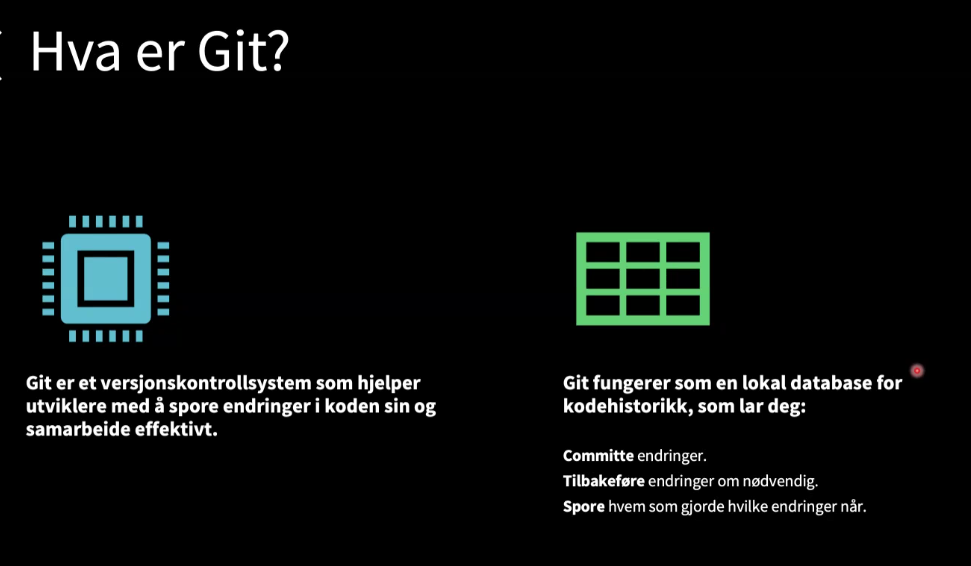 Hva er Git?
Git er et versjonskontrollsystem som hjelper
utviklere med å spore endringer i koden sin og
samarbeide effektivt.
Git fungerer som en lokal database for
kodehistorikk, som lar deg:
Committe endringer.
Tilbakeføre endringer om nødvendig.
Spore hvem som gjorde hvilke endringer når.